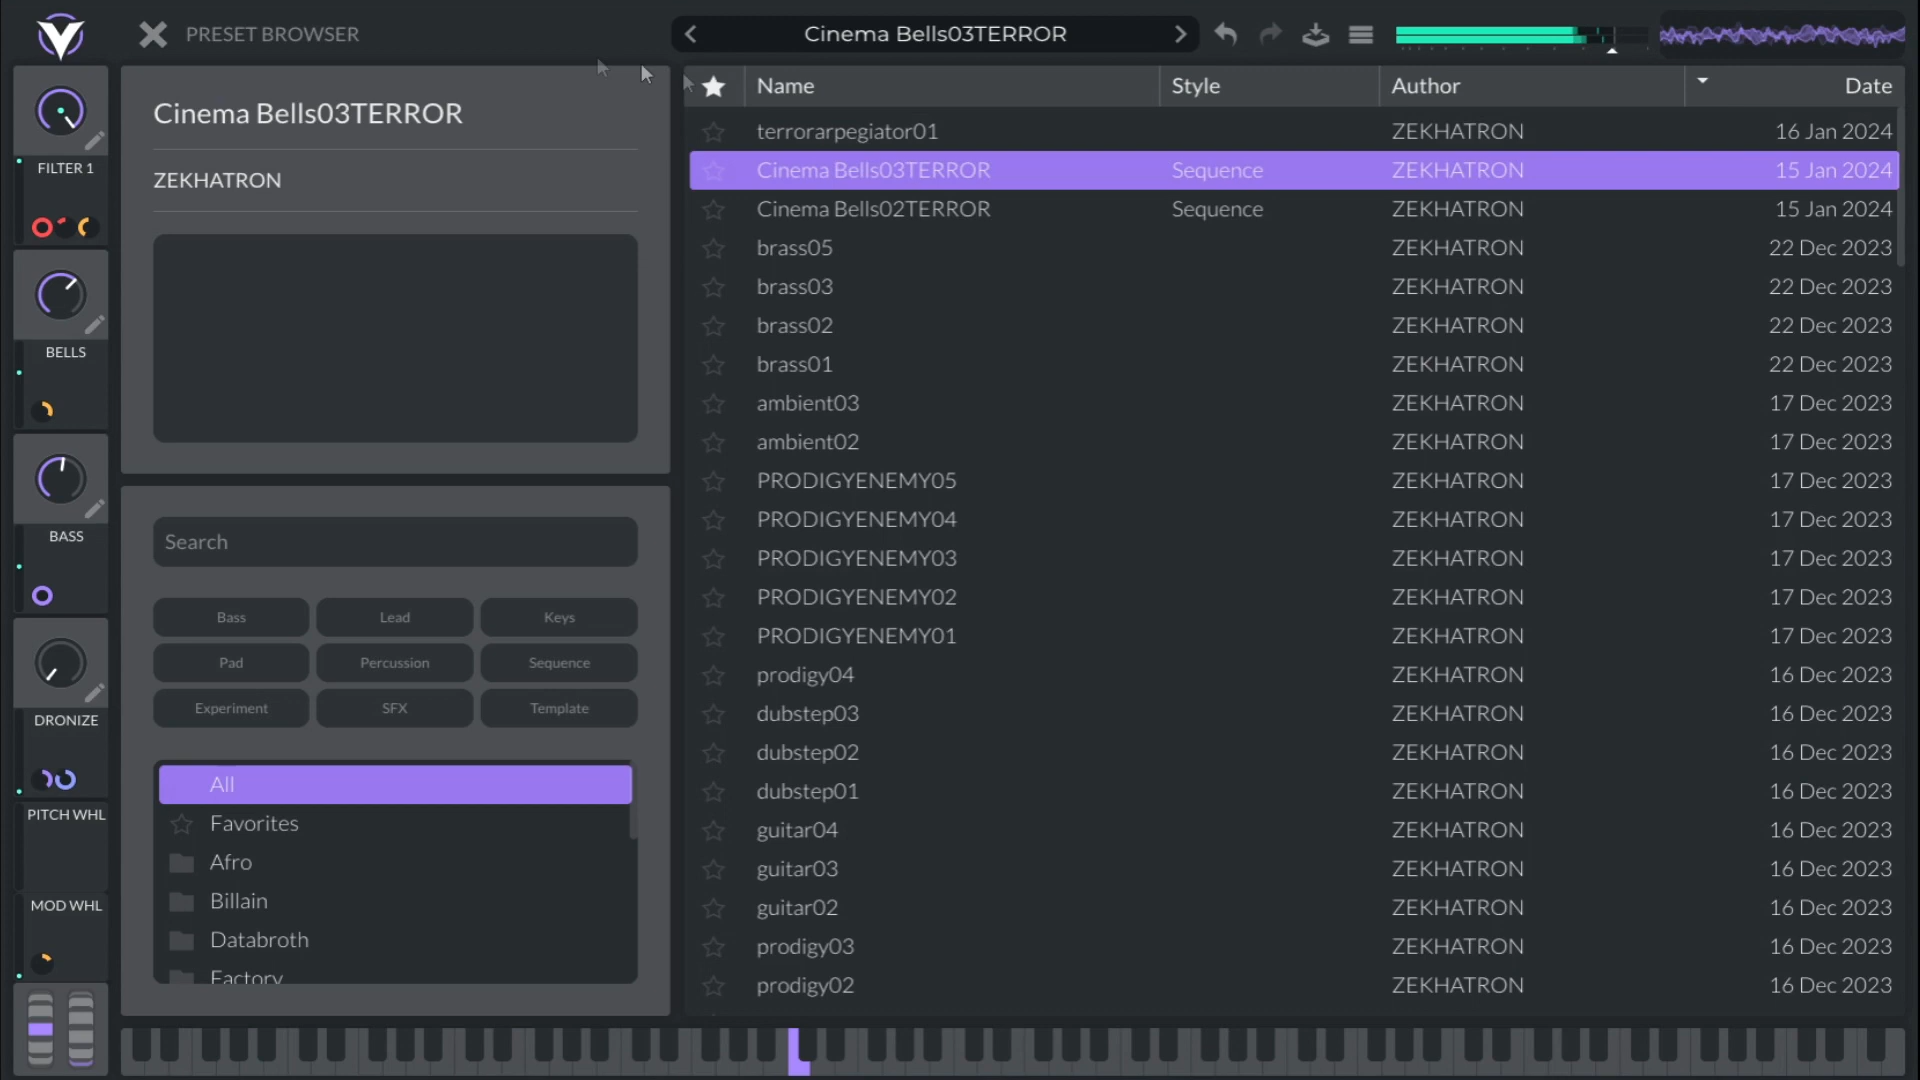 PRESET BROWSER
Cinema Bells03TERROR
Cinema Bells03TERROR
ZEKHATRON
FILTER 1
BELLS
BASS
DRONIZE
PITCH WHL
MOD WHL
Search
Bass Lead Keys
Pad Percussion Sequence
Experiment SFX Template
All
Favorites
Afro
Billain
Databroth
Factory
Name Style Author Date
terrorarpegiator01 ZEKHATRON 16 Jan 2024
Cinema Bells03TERROR Sequence ZEKHATRON 15 Jan 2024
Cinema Bells02TERROR Sequence ZEKHATRON 15 Jan 2024
brass05 ZEKHATRON 22 Dec 2023
brass03 ZEKHATRON 22 Dec 2023
brass02 ZEKHATRON 22 Dec 2023
brass01 ZEKHATRON 22 Dec 2023
ambient03 ZEKHATRON 17 Dec 2023
ambient02 ZEKHATRON 17 Dec 2023
PRODIGYENEMY05 ZEKHATRON 17 Dec 2023
PRODIGYENEMY04 ZEKHATRON 17 Dec 2023
PRODIGYENEMY03 ZEKHATRON 17 Dec 2023
PRODIGYENEMY02 ZEKHATRON 17 Dec 2023
PRODIGYENEMY01 ZEKHATRON 17 Dec 2023
prodigy04 ZEKHATRON 16 Dec 2023
dubstep03 ZEKHATRON 16 Dec 2023
dubstep02 ZEKHATRON 16 Dec 2023
dubstep01 ZEKHATRON 16 Dec 2023
guitar04 ZEKHATRON 16 Dec 2023
guitar03 ZEKHATRON 16 Dec 2023
guitar02 ZEKHATRON 16 Dec 2023
prodigy03 ZEKHATRON 16 Dec 2023
prodigy02 ZEKHATRON 16 Dec 2023